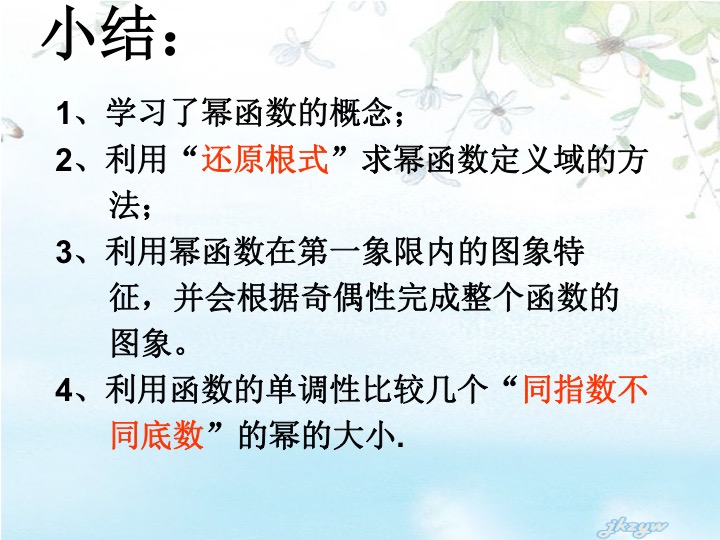 小结：
1、学习了幂函数的概念；
2、利用“还原根式”求幂函数定义域的方
法；
3、利用幂函数在第一象限内的图象特
征，并会根据奇偶性完成整个函数的
图象。
4、利用函数的单调性比较几个“同指数不
同底数”的幂的大小.
jkzyw